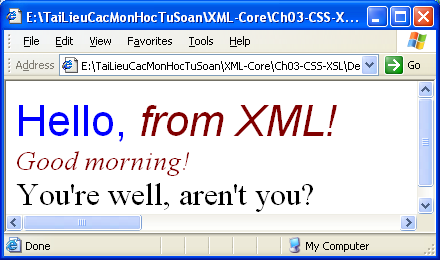 E:\TaiLieuCacMonHocTuSoan\XML-Core\Ch03-CSS-X...
File Edit View Favorites Tools Help
Address E:\TaiLieuCacMonHocTuSoan\XML-Core\Ch03-CSS-XSL\De Go
Hello, from XML!
Good morning!
You're well, aren't you?
Done My Computer